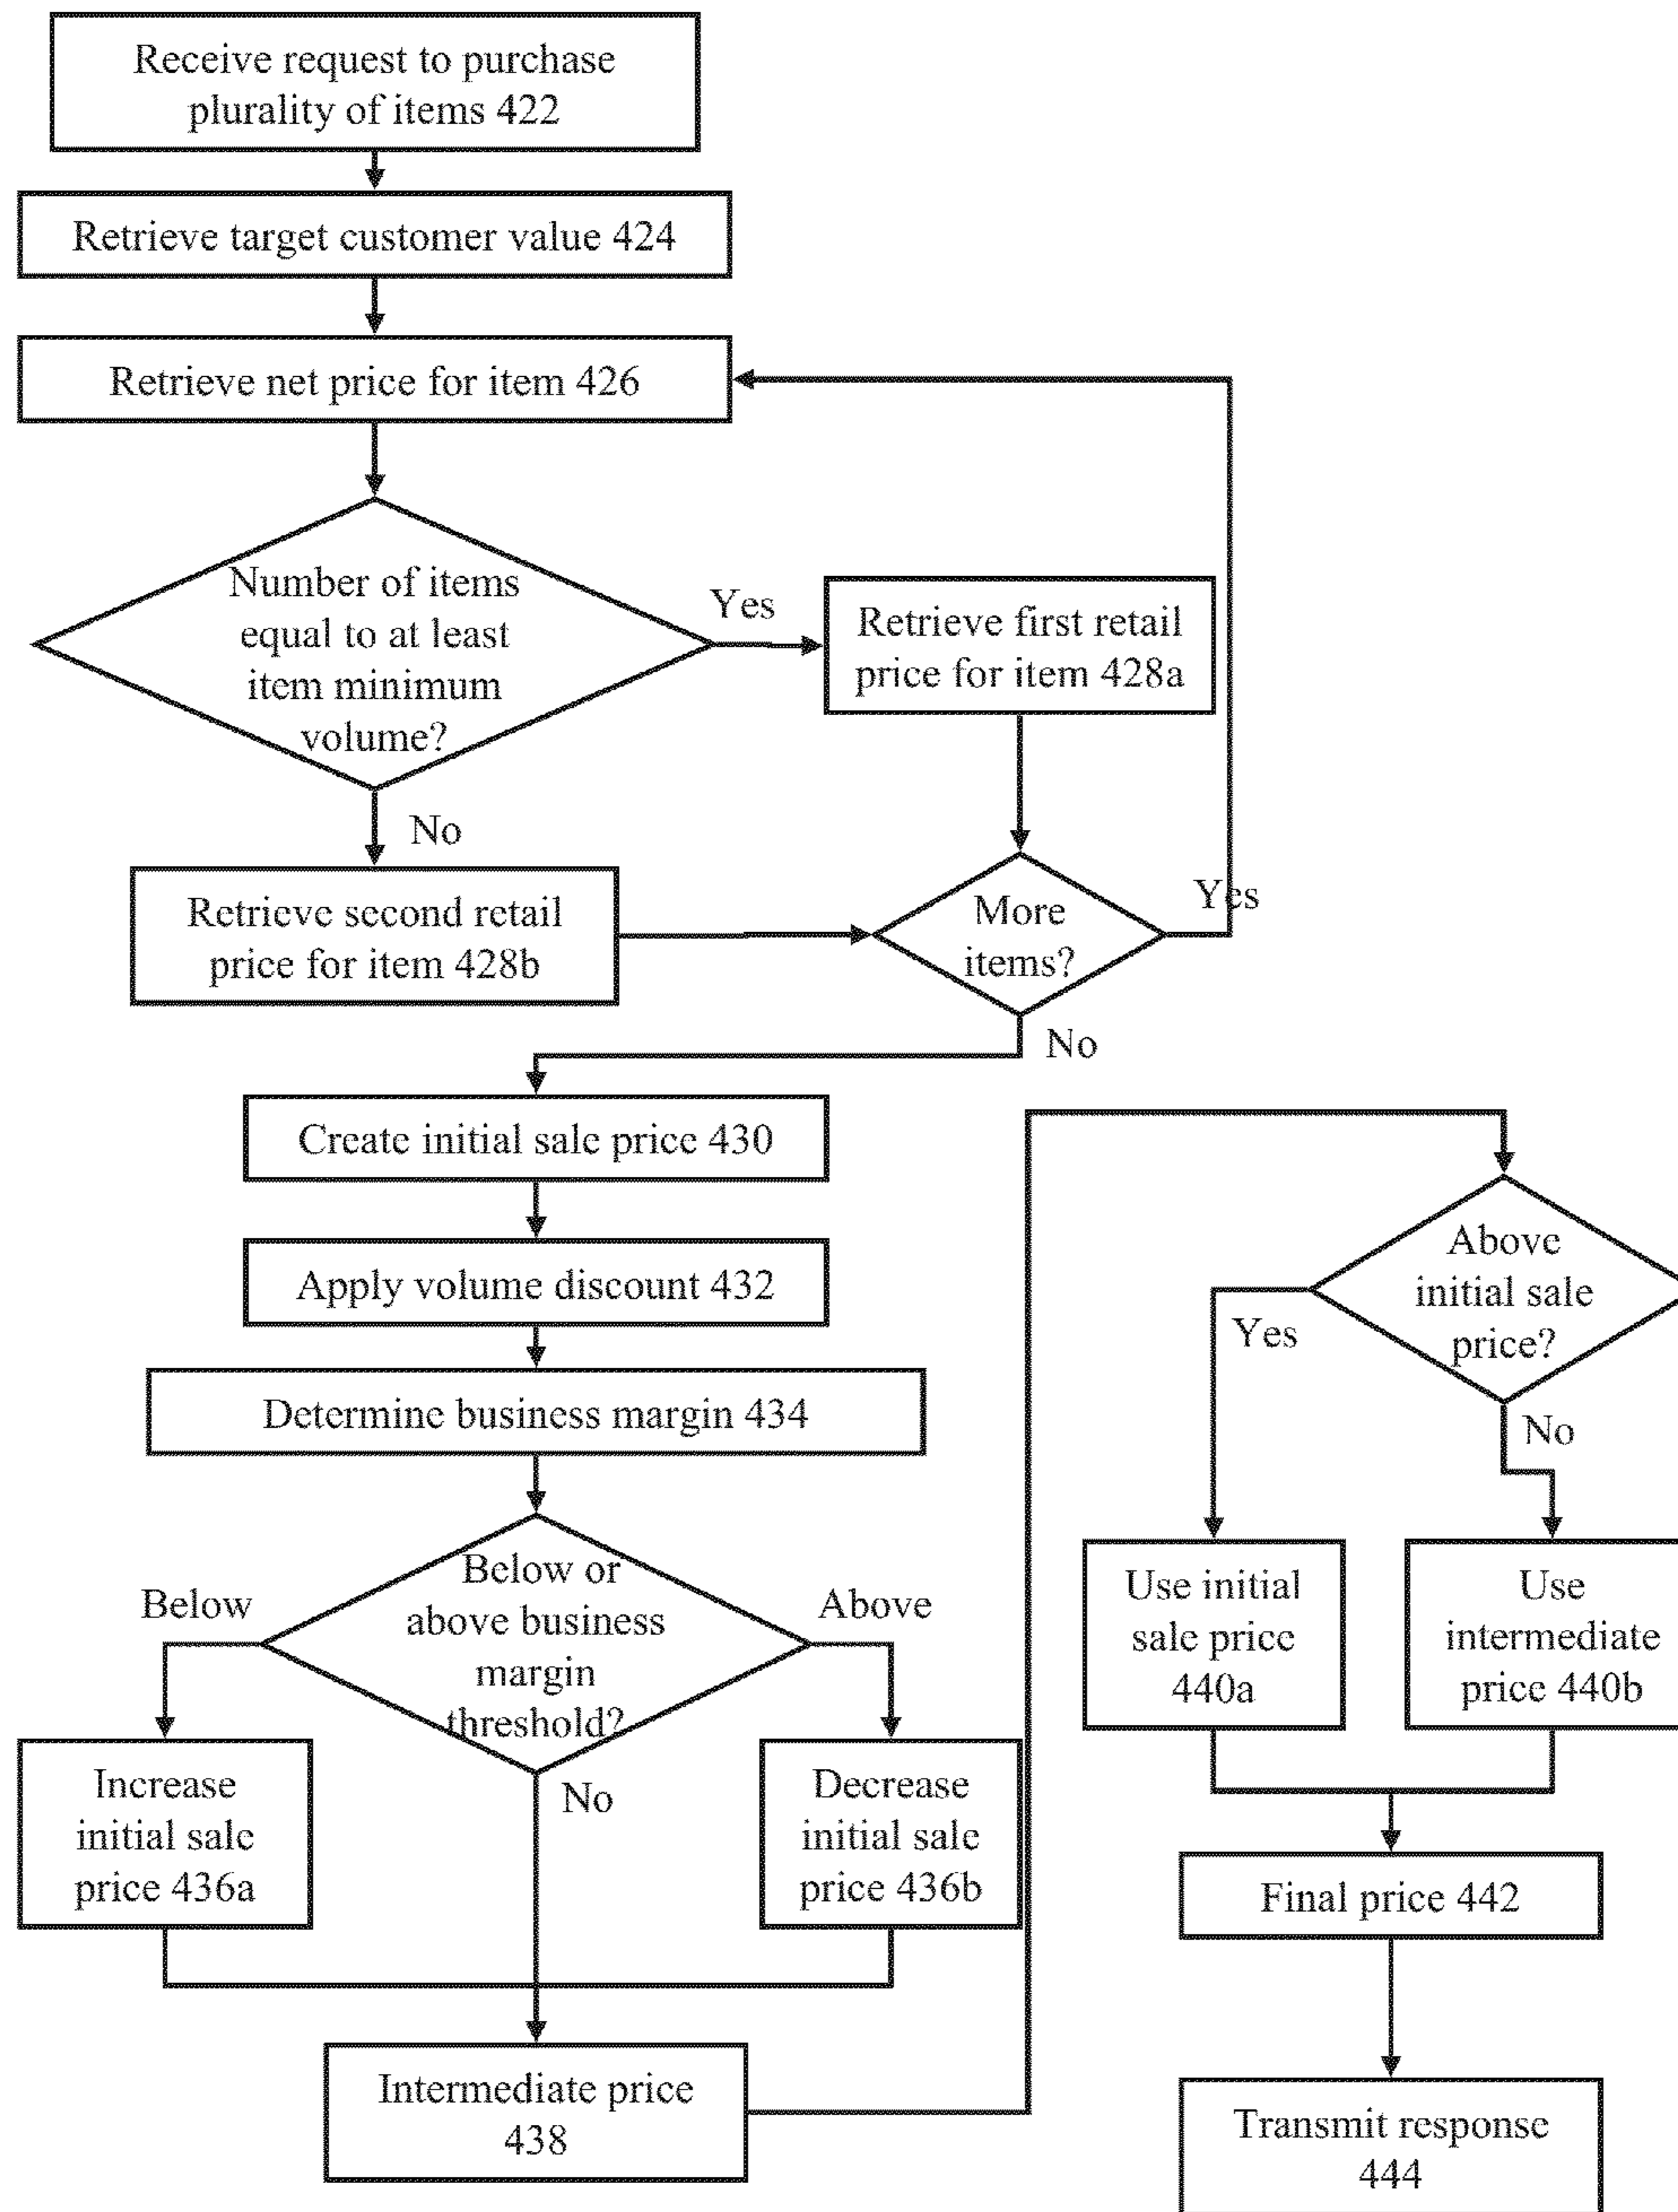 Receive request to purchase
plurality of items 422
Retrieve target customer value 424
Retrieve net price for item 426
Number of items
equal to at least
item minimum
volume?
Yes
Retrieve first retail
price for item 428a
No
Retrieve second retail
price for item 428b
More
items?
Yes
No
Create initial sale price 430
Apply volume discount 432
Determine business margin 434
Below or
above business
margin
threshold?
Below
Above
No
Increase
initial sale
price 436a
Decrease
initial sale
price 436b
Intermediate price
438
Above
initial sale
price?
Yes
No
Use initial
sale price
440a
Use
intermediate
price 440b
Final price 442
Transmit response
444